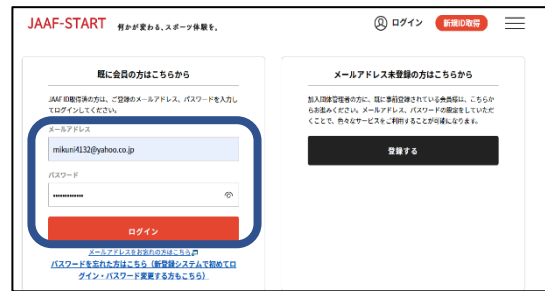 JAAF-START 何かが変わる、スポーツ体験を。
ログイン
新規ID取得
既に会員の方はこちらから
JAAF ID取得済の方は、ご登録のメールアドレス、パスワードを入力し
てログインしてください。
メールアドレス
mikuni4132@yahoo.co.jp
パスワード
••••••••••••
ログイン
メールアドレスをお忘れの方はこちら
パスワードを忘れた方はこちら（新登録システムで初めてロ
グイン・パスワード変更する方もこちら）
メールアドレス未登録の方はこちらから
加入団体管理者の方に、既に事前登録されている会員様は、こちらか
らお進みください。メールアドレス、パスワードの設定をしていただ
くことで、色々なサービスをご利用することが可能になります。
登録する